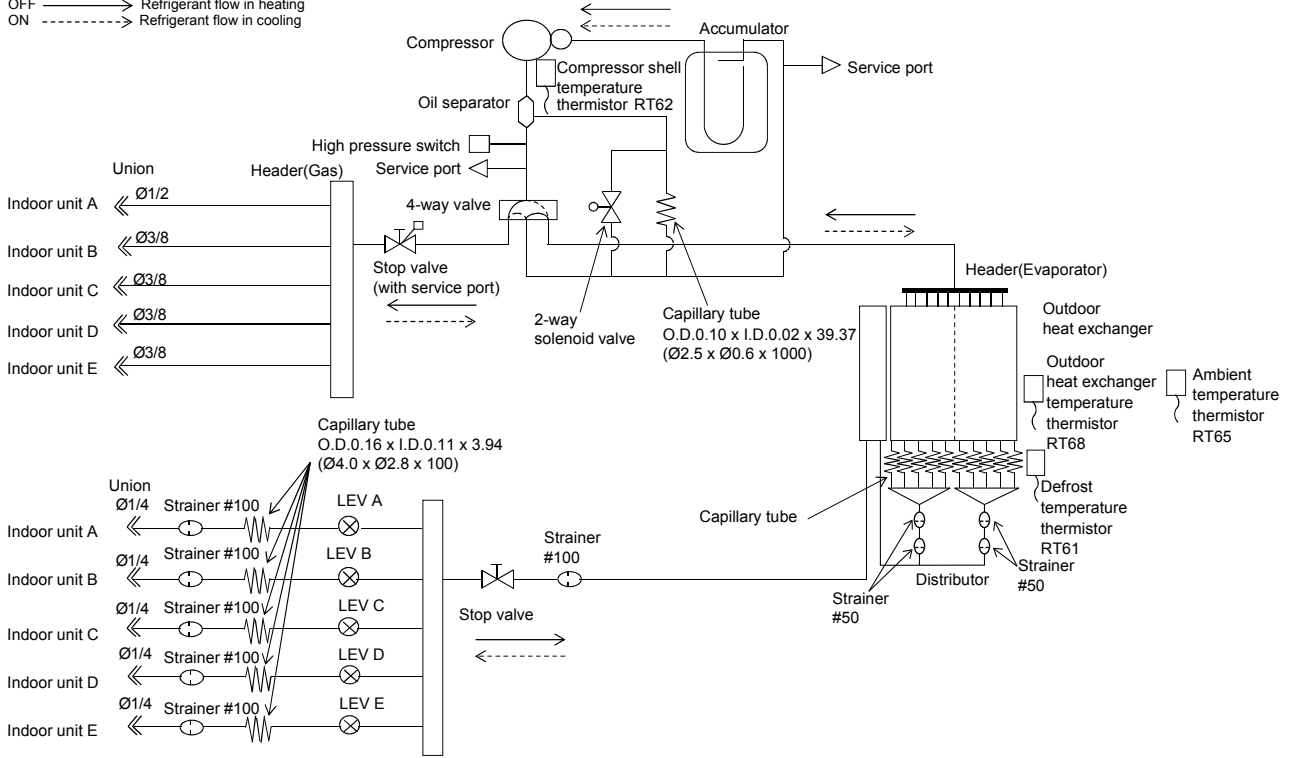 OFF Refrigerant flow in heating
ON Refrigerant flow in cooling
Compressor
Accumulator
Compressor shell
temperature
thermistor RT62
Service port
Oil separator
High pressure switch
Service port
Union
Header(Gas)
4-way valve
Indoor unit A
Ø1/2
Indoor unit B
Ø3/8
Indoor unit C
Ø3/8
Indoor unit D
Ø3/8
Indoor unit E
Ø3/8
Stop valve
(with service port)
2-way
solenoid valve
Capillary tube
O.D.0.10 x I.D.0.02 x 39.37
(Ø2.5 x Ø0.6 x 1000)
Header(Evaporator)
Outdoor
heat exchanger
Outdoor
heat exchanger
temperature
thermistor
RT68
Ambient
temperature
thermistor
RT65
Capillary tube
O.D.0.16 x I.D.0.11 x 3.94
(Ø4.0 x Ø2.8 x 100)
Union
Indoor unit A
Ø1/4
Strainer #100
LEV A
Indoor unit B
Ø1/4
Strainer #100
LEV B
Indoor unit C
Ø1/4
Strainer #100
LEV C
Indoor unit D
Ø1/4
Strainer #100
LEV D
Indoor unit E
Ø1/4
Strainer #100
LEV E
Stop valve
Strainer
#100
Capillary tube
Defrost
temperature
thermistor
RT61
Distributor
Strainer
#50
Strainer
#50